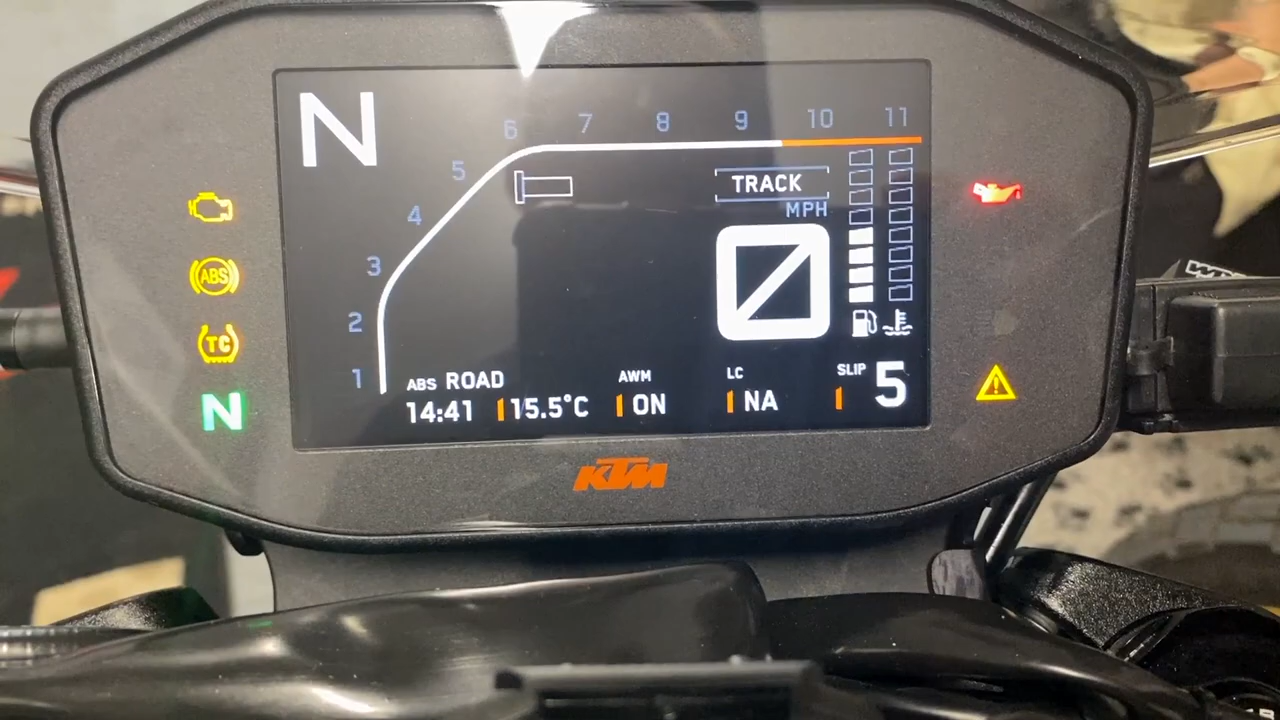 N
1
2
3
4
5
6
7
8
9
10
11
TRACK
MPH
0
ABS ROAD
14:41
15.5°C
AWM
ON
LC
NA
SLIP
5
ABS
TC
N
KTM